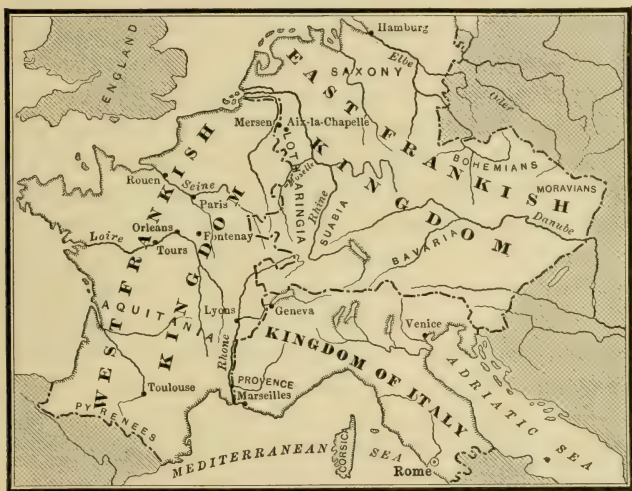 Hamburg
ENGLAND
Elbe
SAXONY
Oder
EAST FRANKISH
KINGDOM
Mersen
Aix-la-Chapelle
LOTHARINGIA
Moselle
BOHEMIANS
MORAVIANS
Rouen
Seine
Paris
Rhine
SUABIA
Danube
Orleans
Fontenay
Loire
Tours
BAVARIA
WEST FRANKISH
KINGDOM
AQUITNIA
Lyons
Geneva
Rhone
Venice
KINGDOM OF ITALY
PROVENCE
Marseilles
Toulouse
PYRENEES
ADRIATIC SEA
MEDITERRANEAN SEA
CORSICA
Rome